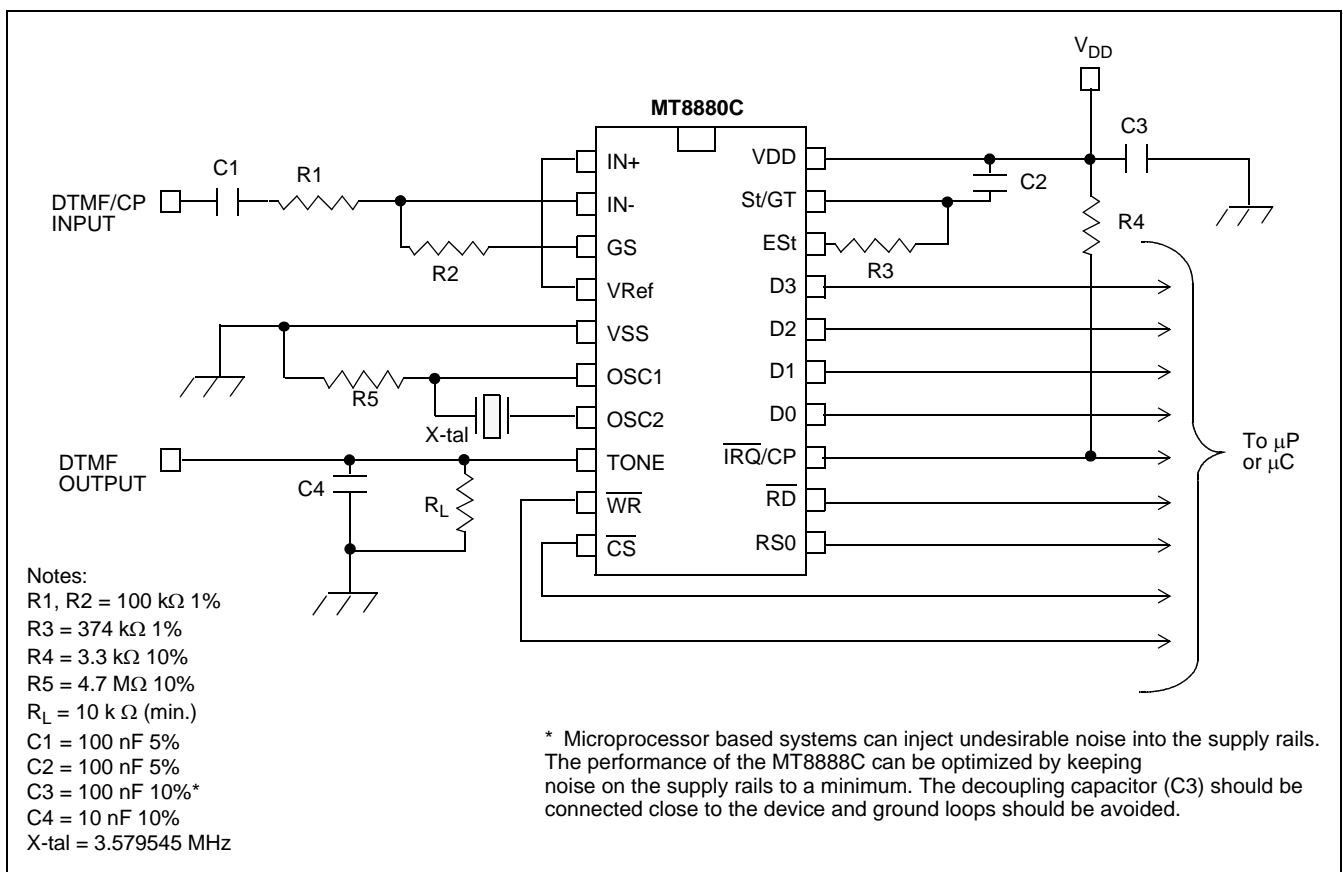 V_DD
MT8880C
C3
C1
R1
IN+
VDD
C2
DTMF/CP
INPUT
IN-
St/GT
R4
GS
ESt
R2
R3
VRef
D3
VSS
D2
OSC1
D1
R5
OSC2
D0
X-tal
To μP
or μC
DTMF
OUTPUT
TONE
I̅R̅Q̅/CP
C4
R_L
W̅R̅
R̅D̅
C̅S̅
RS0
Notes:
R1, R2 = 100 kΩ 1%
R3 = 374 kΩ 1%
R4 = 3.3 kΩ 10%
R5 = 4.7 MΩ 10%
R_L = 10 k Ω (min.)
C1 = 100 nF 5%
C2 = 100 nF 5%
C3 = 100 nF 10%*
C4 = 10 nF 10%
X-tal = 3.579545 MHz
* Microprocessor based systems can inject undesirable noise into the supply rails.
The performance of the MT8888C can be optimized by keeping
noise on the supply rails to a minimum. The decoupling capacitor (C3) should be
connected close to the device and ground loops should be avoided.